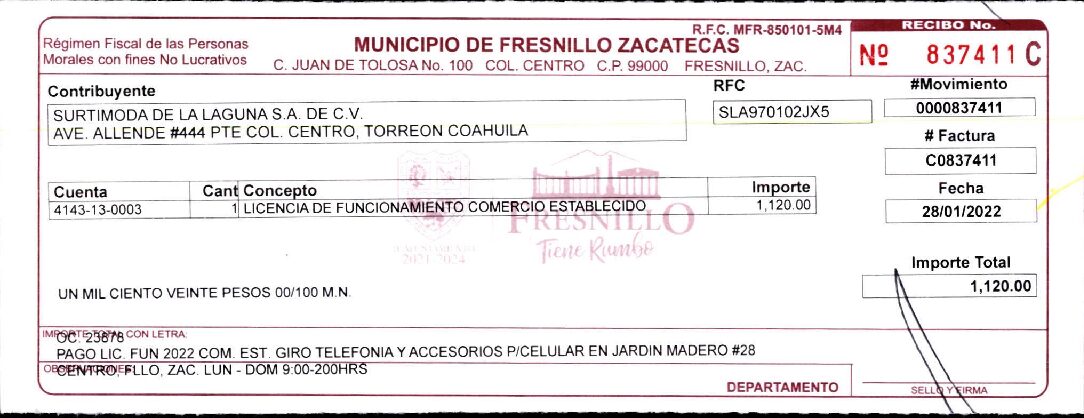 Régimen Fiscal de las Personas
Morales con fines No Lucrativos
R.F.C. MFR-850101-5M4
MUNICIPIO DE FRESNILLO ZACATECAS
C. JUAN DE TOLOSA No. 100 COL. CENTRO C.P. 99000 FRESNILLO, ZAC.
RECIBO No.
Nº 837411 C
Contribuyente
SURTIMODA DE LA LAGUNA S.A. DE C.V.
AVE. ALLENDE #444 PTE COL. CENTRO, TORREON COAHUILA
RFC
SLA970102JX5
#Movimiento
0000837411
# Factura
C0837411
Fecha
28/01/2022
Cuenta Cant Concepto Importe
4143-13-0003 1 LICENCIA DE FUNCIONAMIENTO COMERCIO ESTABLECIDO 1,120.00
AYUNTAMIENTO
2021-2024
FRESNILLO
Tiene Rumbo
Importe Total
1,120.00
UN MIL CIENTO VEINTE PESOS 00/100 M.N.
IMPORTE TOTAL CON LETRA:
OC. 23878
PAGO LIC. FUN 2022 COM. EST. GIRO TELEFONIA Y ACCESORIOS P/CELULAR EN JARDIN MADERO #28
OBSERVACIONES:
CENTRO, FLLO, ZAC. LUN - DOM 9:00-200HRS
DEPARTAMENTO
SELLO Y FIRMA